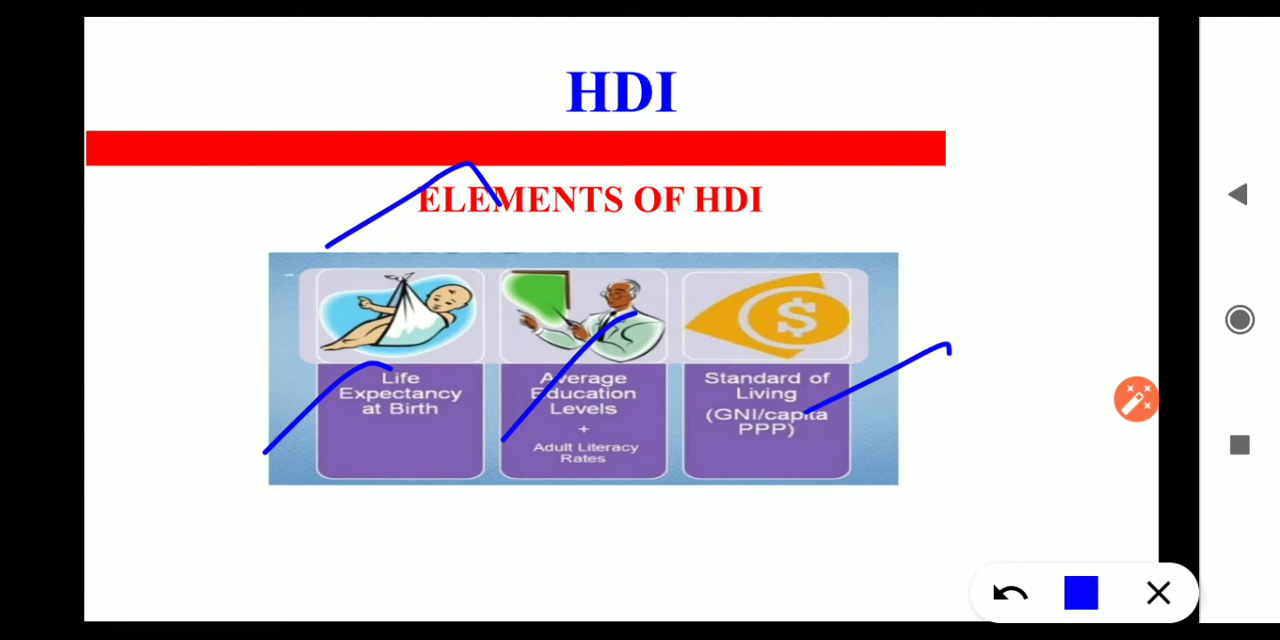 HDI
ELEMENTS OF HDI
Life
Expectancy
at Birth
Average
Education
Levels
+
Adult Literacy
Rates
Standard of
Living
(GNI/capita
PPP)